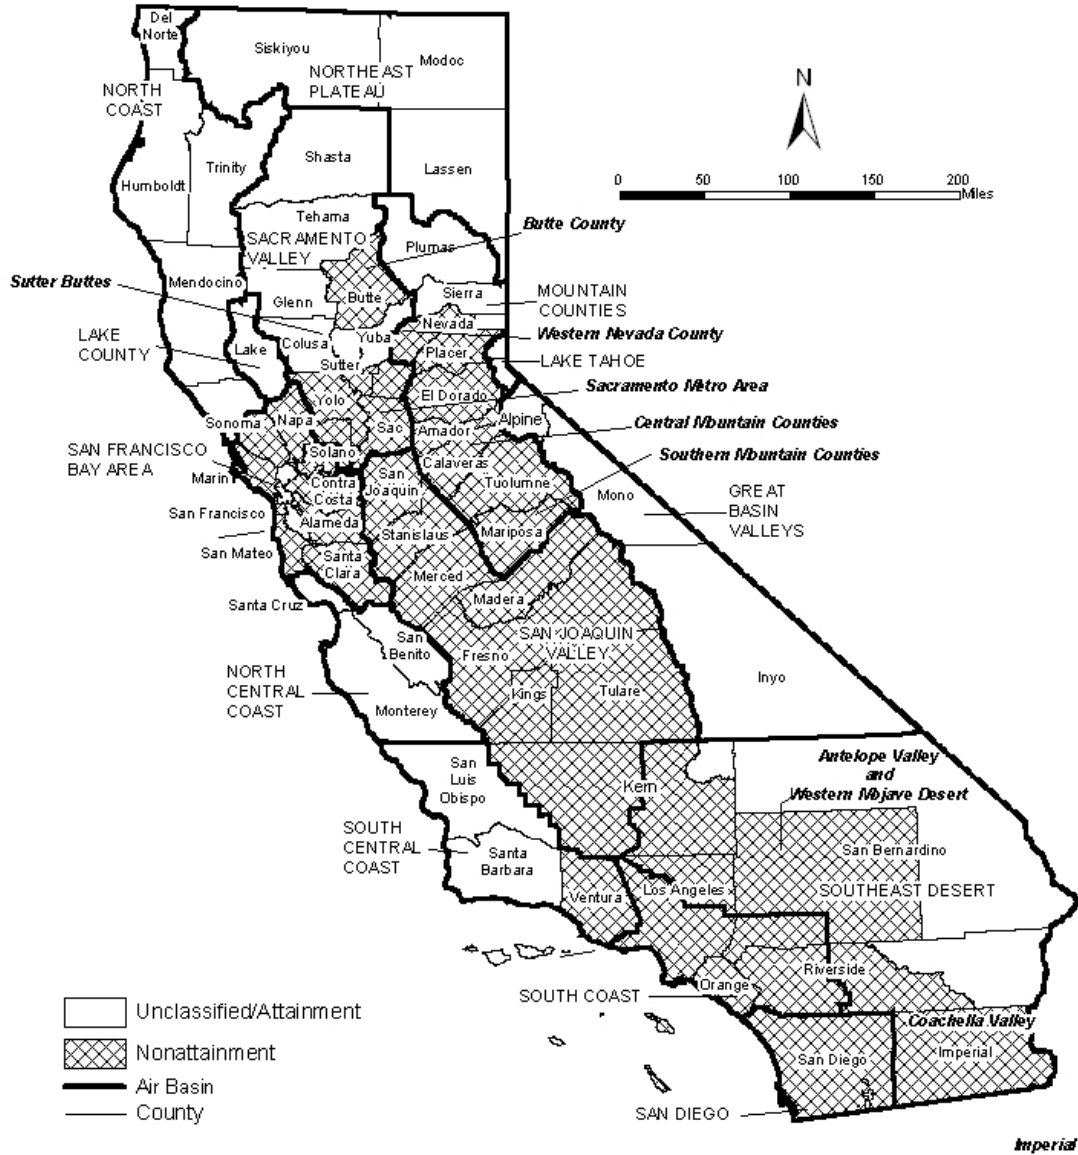 Del
Norte
Siskiyou
Modoc
NORTHEAST
PLATEAU
NORTH
COAST
N
Trinity
Shasta
Lassen
Humboldt
0 50 100 150 200
Miles
Tehama
Butte County
SACRAMENTO
VALLEY
Plumas
Sutter Buttes
Mendocino
Glenn
Butte
Sierra
MOUNTAIN
COUNTIES
Nevada
Western Nevada County
LAKE
COUNTY
Lake
Colusa
Yuba
Placer
LAKE TAHOE
Sutter
Sacramento Metro Area
Yolo
El Dorado
Sonoma
Napa
Sac
Amador
Alpine
Central Mountain Counties
SAN FRANCISCO
BAY AREA
Solano
Calaveras
Southern Mountain Counties
Marin
Contra
Costa
San
Joaquin
Tuolumne
Mono
GREAT
BASIN
VALLEYS
San Francisco
Alameda
Stanislaus
Mariposa
San Mateo
Santa
Clara
Merced
Santa Cruz
Madera
San
Benito
Fresno
SAN JOAQUIN
VALLEY
NORTH
CENTRAL
COAST
Monterey
Kings
Tulare
Inyo
San
Luis
Obispo
Kern
Antelope Valley
and
Western Mojave Desert
SOUTH
CENTRAL
COAST
Santa
Barbara
San Bernardino
Ventura
Los Angeles
SOUTHEAST DESERT
Riverside
Orange
SOUTH COAST
Unclassified/Attainment
Nonattainment
Air Basin
County
Coachella Valley
San Diego
Imperial
SAN DIEGO
Imperial